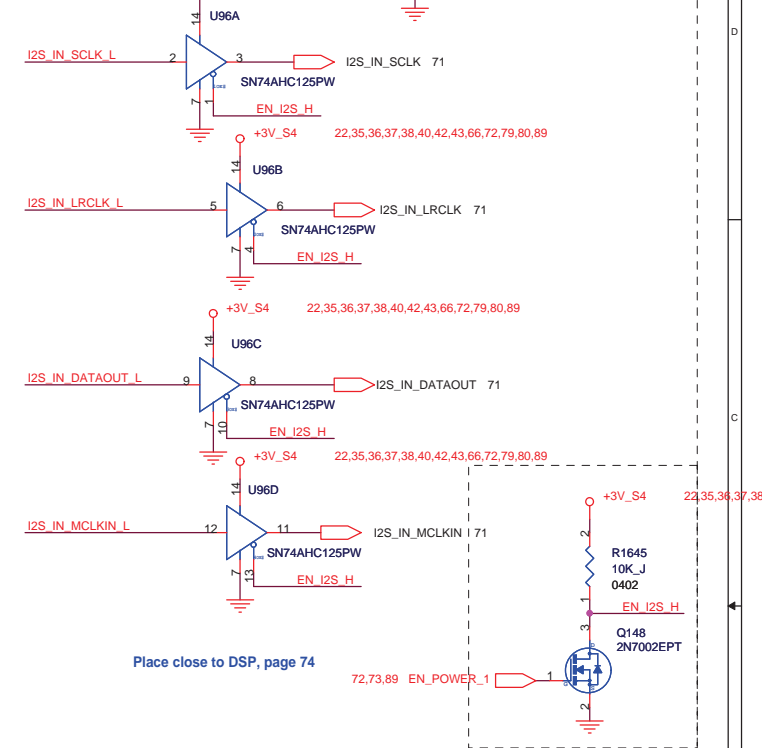 14 U96A
I2S_IN_SCLK_L 2 3 I2S_IN_SCLK 71
SN74AHC125PW
7 1 EN_I2S_H
+3V_S4 22,35,36,37,38,40,42,43,66,72,79,80,89
14 U96B
I2S_IN_LRCLK_L 5 6 I2S_IN_LRCLK 71
SN74AHC125PW
7 4 EN_I2S_H
+3V_S4 22,35,36,37,38,40,42,43,66,72,79,80,89
14 U96C
I2S_IN_DATAOUT_L 9 8 I2S_IN_DATAOUT 71
SN74AHC125PW
7 10 EN_I2S_H
+3V_S4 22,35,36,37,38,40,42,43,66,72,79,80,89
14 U96D
I2S_IN_MCLKIN_L 12 11 I2S_IN_MCLKIN 71
SN74AHC125PW
7 13 EN_I2S_H
+3V_S4 22,35,36,37,38
2 R1645
10K_J
0402
1 EN_I2S_H
3 Q148
2N7002EPT
72,73,89 EN_POWER_1 1
2
Place close to DSP, page 74
D
C